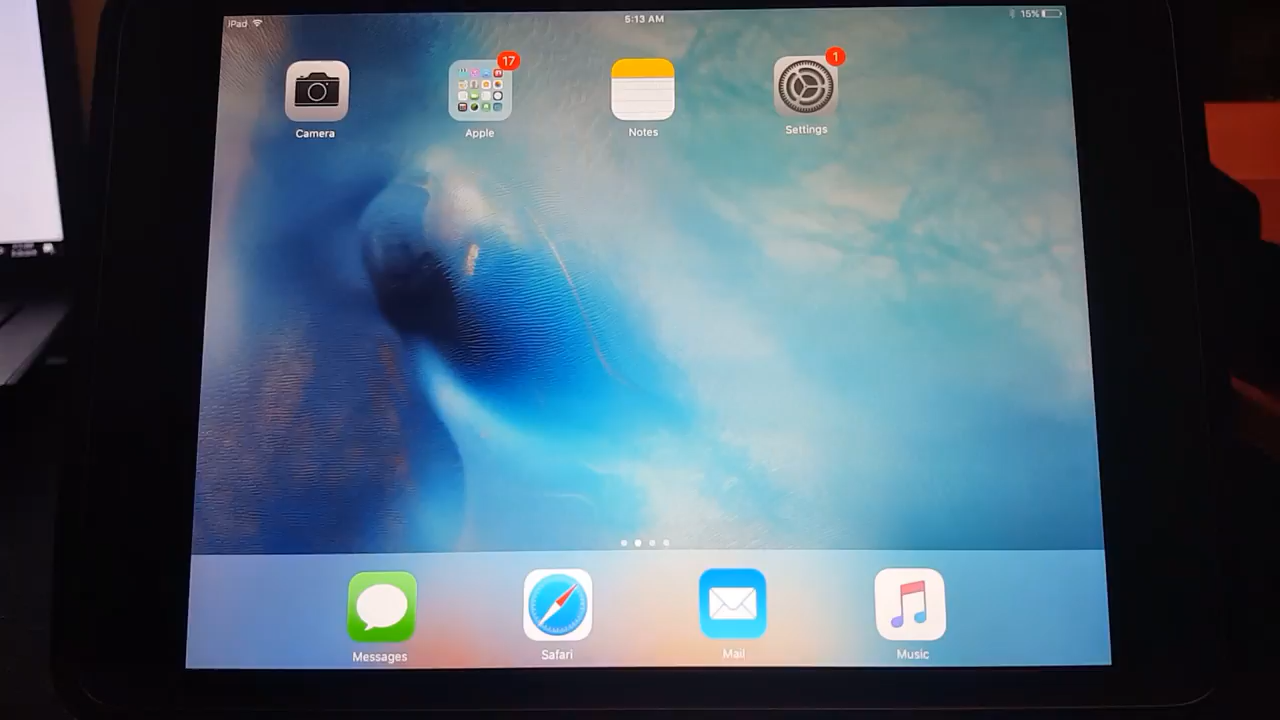 iPad
5:13 AM
15%
17
1
Camera
Apple
Notes
Settings
Messages
Safari
Mail
Music